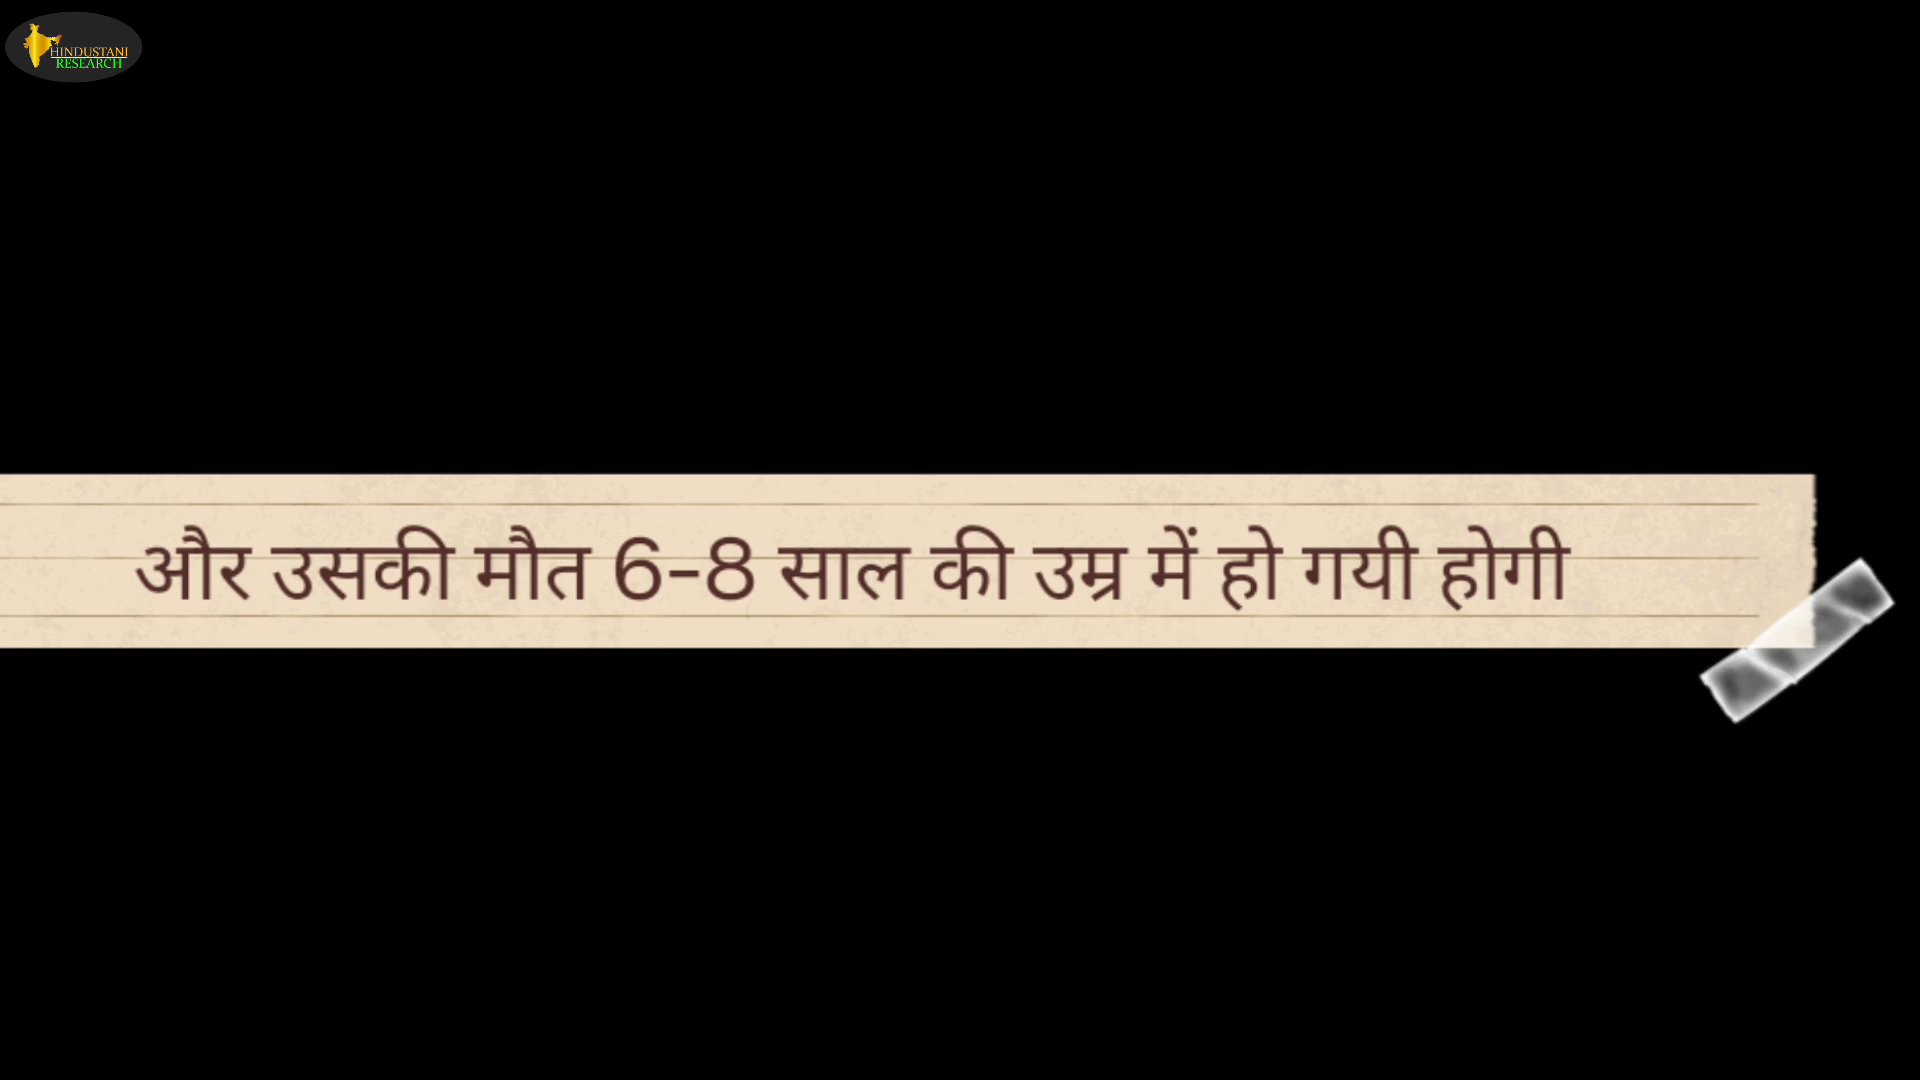 HINDUSTANI
RESEARCH
और उसकी मौत 6-8 साल की उम्र में हो गयी होगी